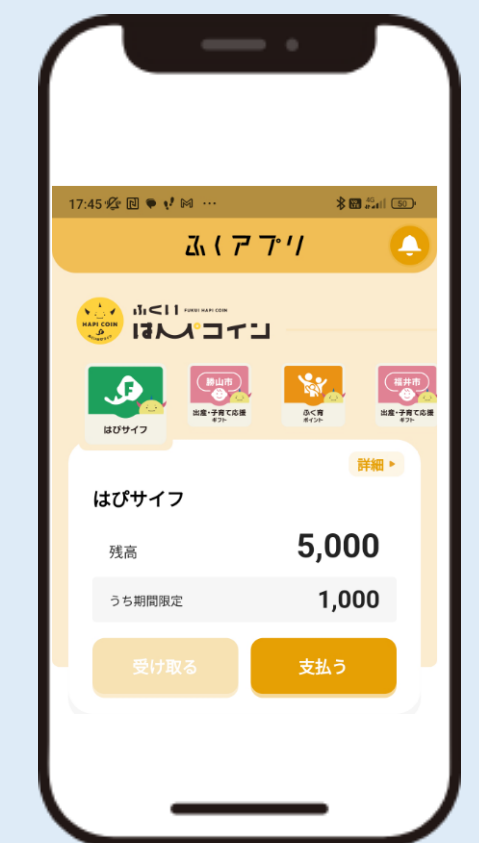 17:45
4G
50
ふくアプリ
HAPI COIN
ふくい FUKUI HAPI COIN
はぴコイン
はぴサイフ
勝山市
出産・子育て応援
ギフト
ふく育
ポイント
福井市
出産・子育て応援
ギフト
詳細
はぴサイフ
残高 5,000
うち期間限定 1,000
受け取る 支払う